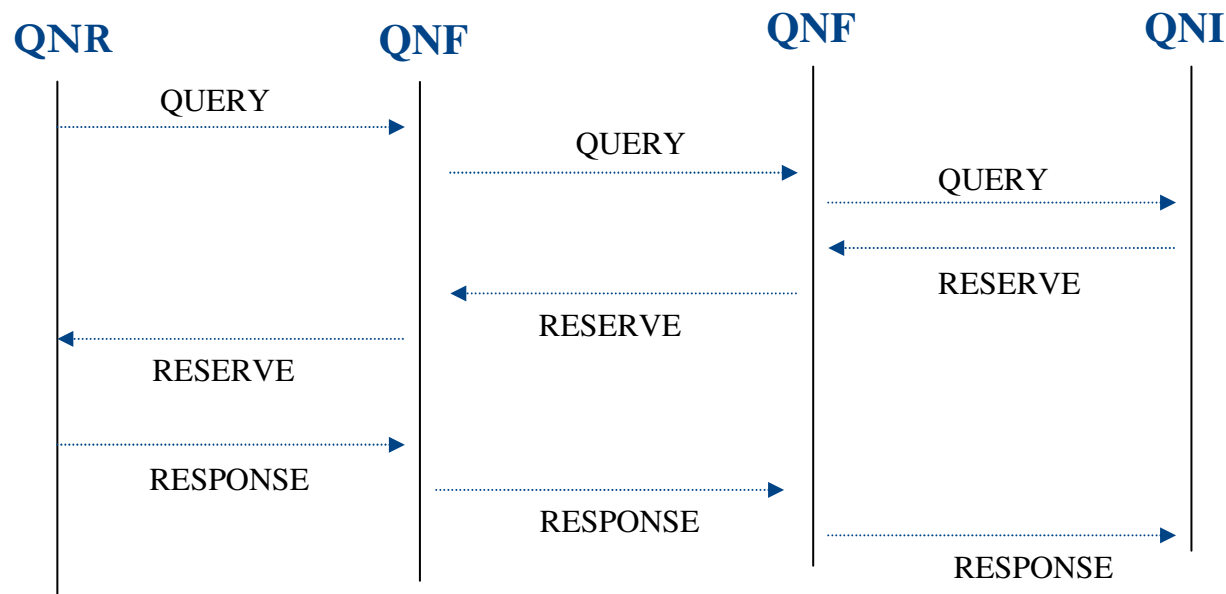 QNR QNF QNF QNI
QUERY
QUERY
QUERY
RESERVE
RESERVE
RESERVE
RESPONSE
RESPONSE
RESPONSE